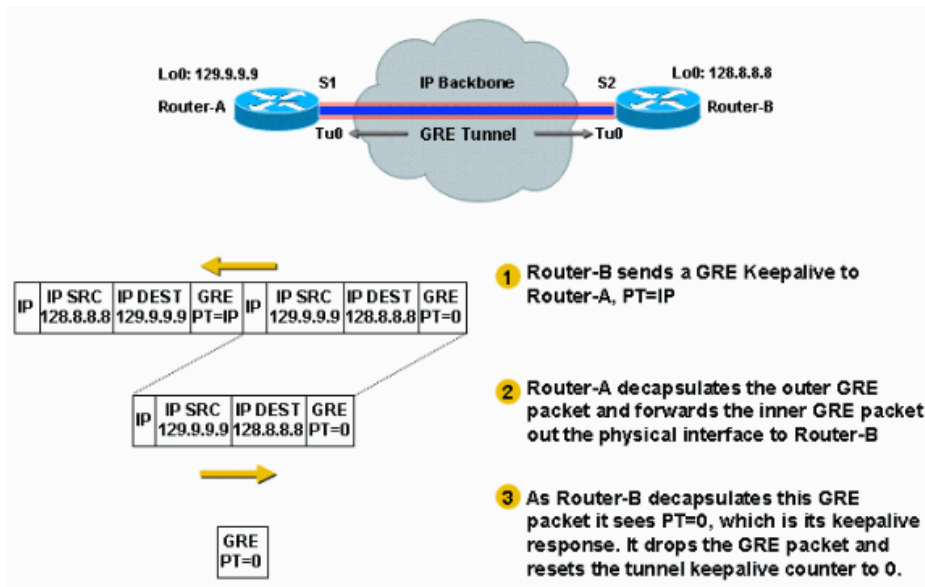 Lo0: 129.9.9.9
S1
IP Backbone
S2
Lo0: 128.8.8.8
Router-A
Router-B
Tu0
GRE Tunnel
Tu0
1
Router-B sends a GRE Keepalive to
Router-A, PT=IP
IP
IP SRC
128.8.8.8
IP DEST
129.9.9.9
GRE
PT=IP
IP
IP SRC
129.9.9.9
IP DEST
128.8.8.8
GRE
PT=0
2
Router-A decapsulates the outer GRE
packet and forwards the inner GRE packet
out the physical interface to Router-B
IP
IP SRC
129.9.9.9
IP DEST
128.8.8.8
GRE
PT=0
3
As Router-B decapsulates this GRE
packet it sees PT=0, which is its keepalive
response. It drops the GRE packet and
resets the tunnel keepalive counter to 0.
GRE
PT=0